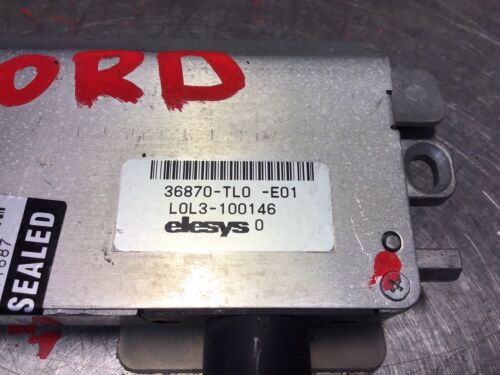 ORD
36870-TL0 -E01
L0L3-100146
elesys 0
SEALED